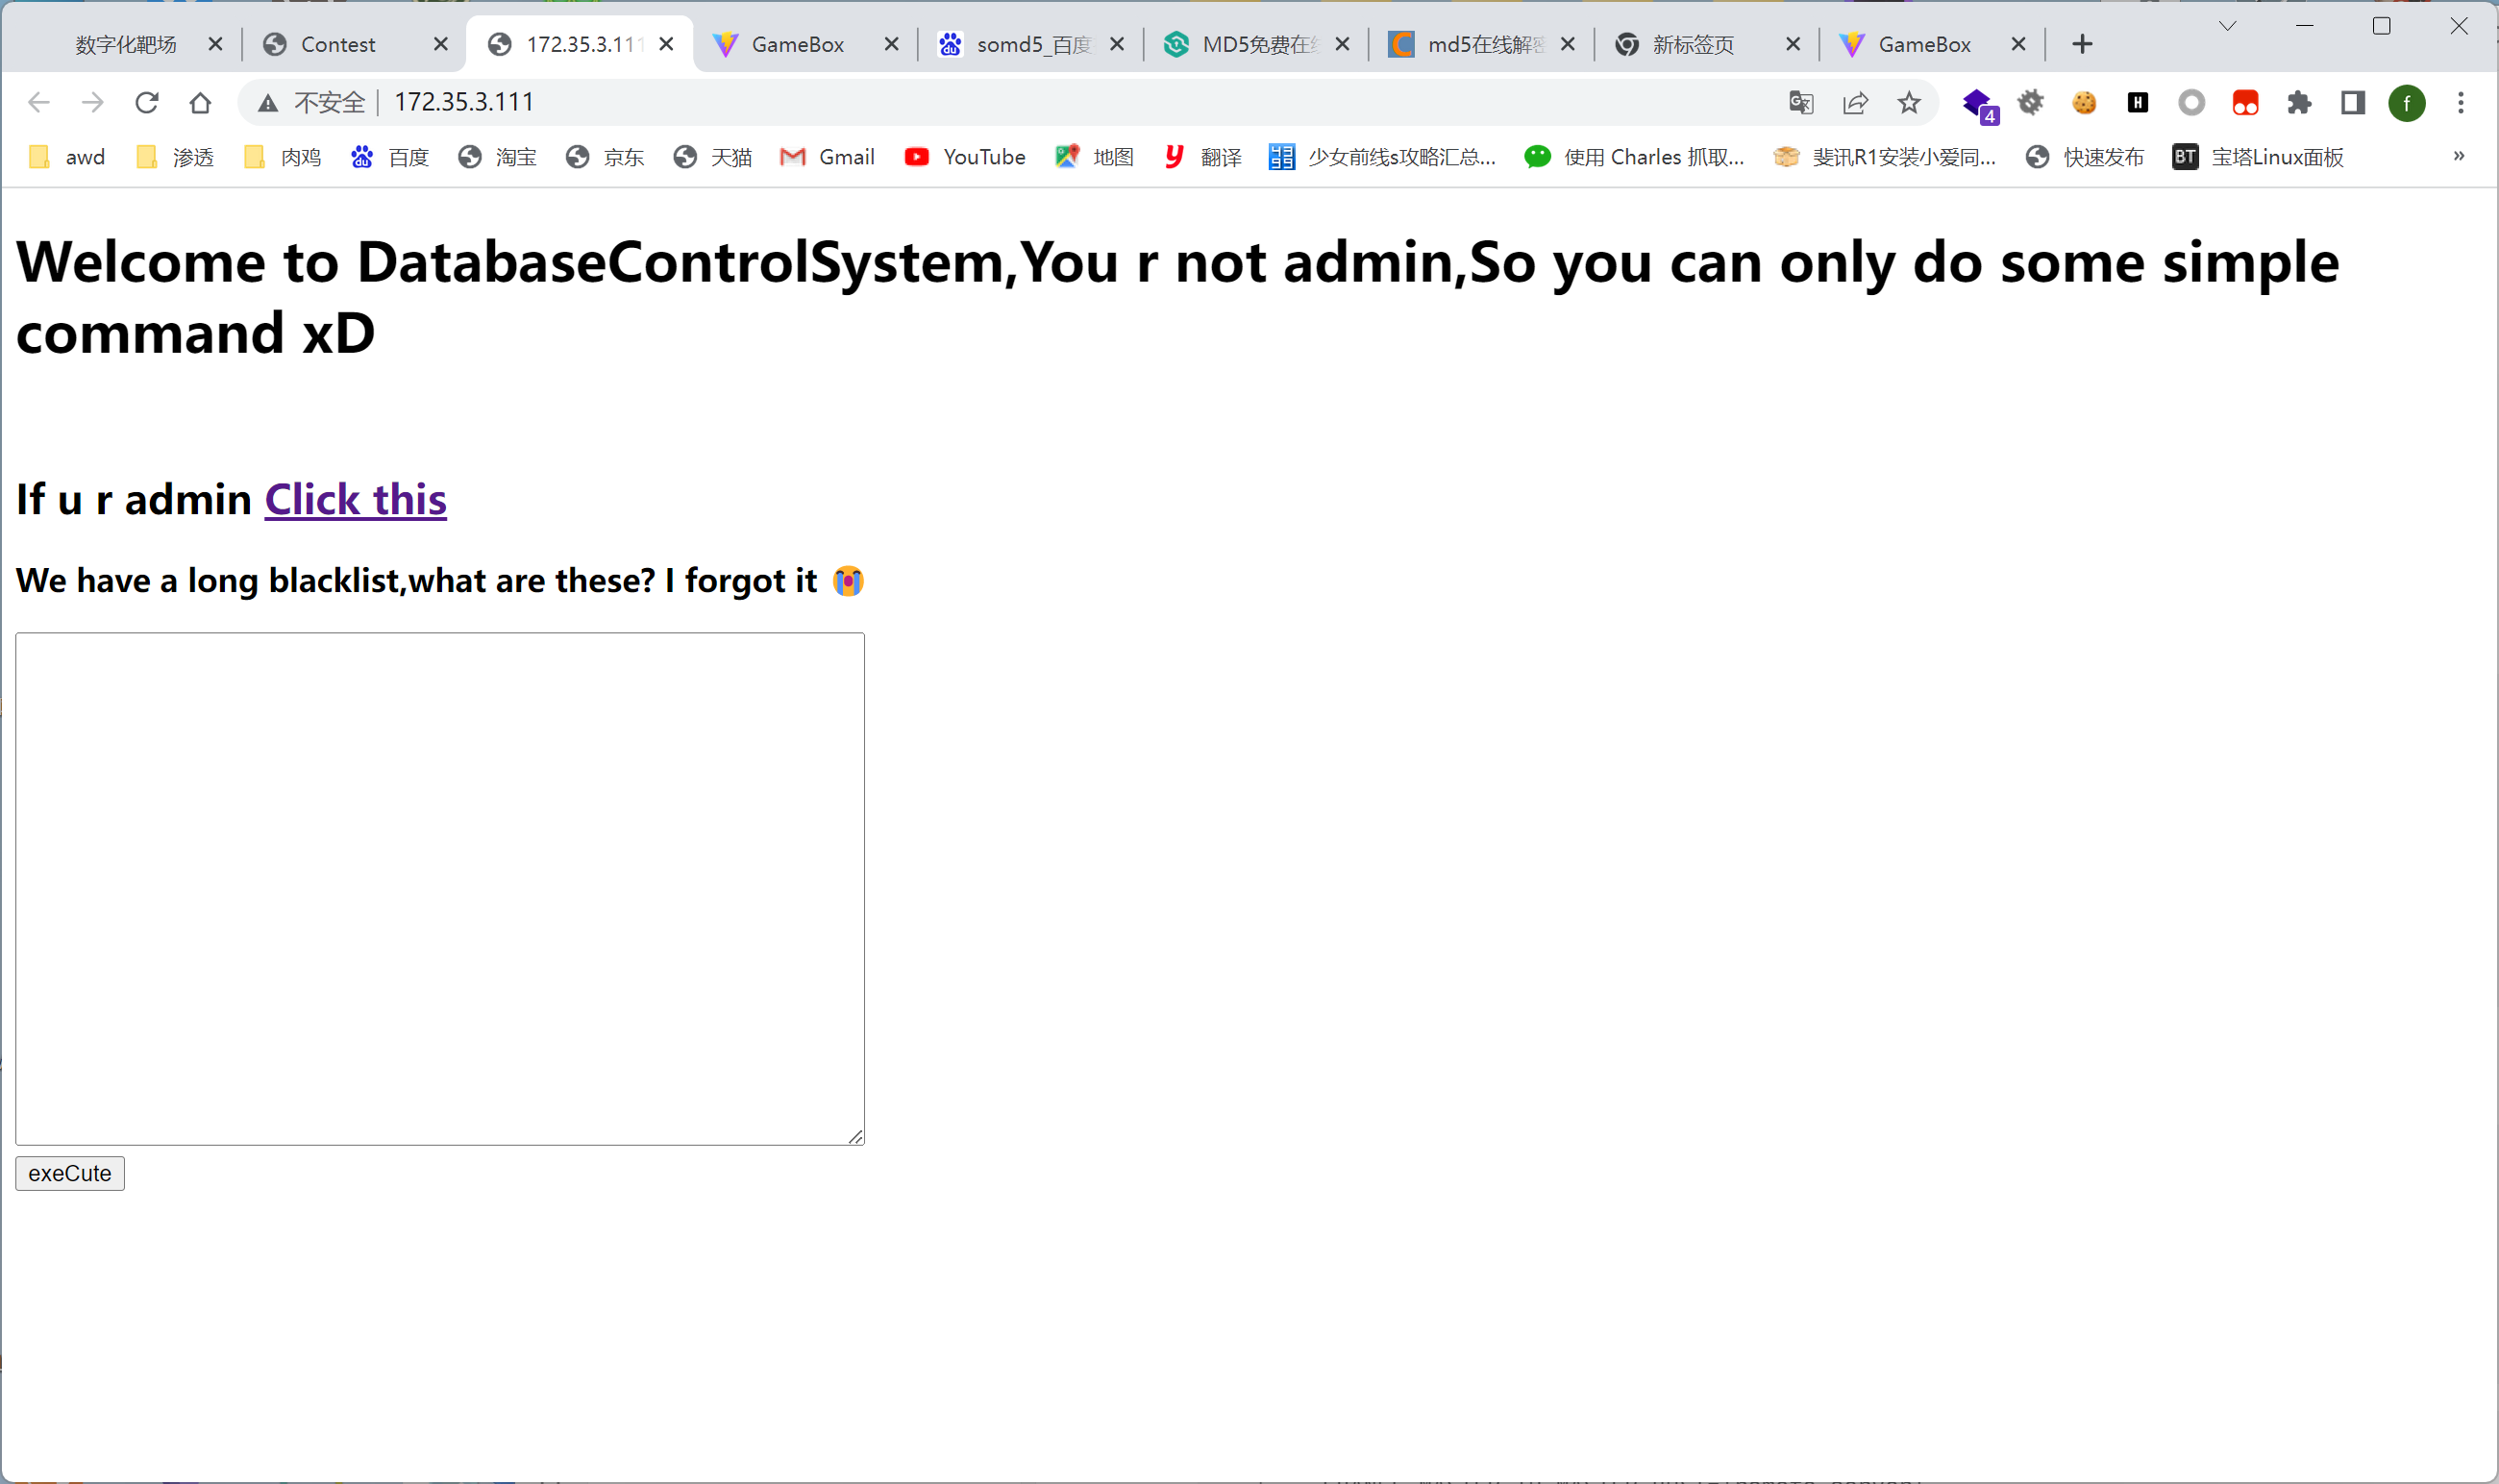 数字化靶场
Contest
172.35.3.111
GameBox
somd5_百度
MD5免费在
md5在线解密
新标签页
GameBox
不安全
172.35.3.111
4
f
awd
渗透
肉鸡
百度
淘宝
京东
天猫
Gmail
YouTube
地图
翻译
少女前线s攻略汇总...
使用 Charles 抓取...
斐讯R1安装小爱同...
快速发布
BT
宝塔Linux面板
»
Welcome to DatabaseControlSystem,You r not admin,So you can only do some simple
command xD
If u r admin Click this
We have a long blacklist,what are these? I forgot it 😭
exeCute